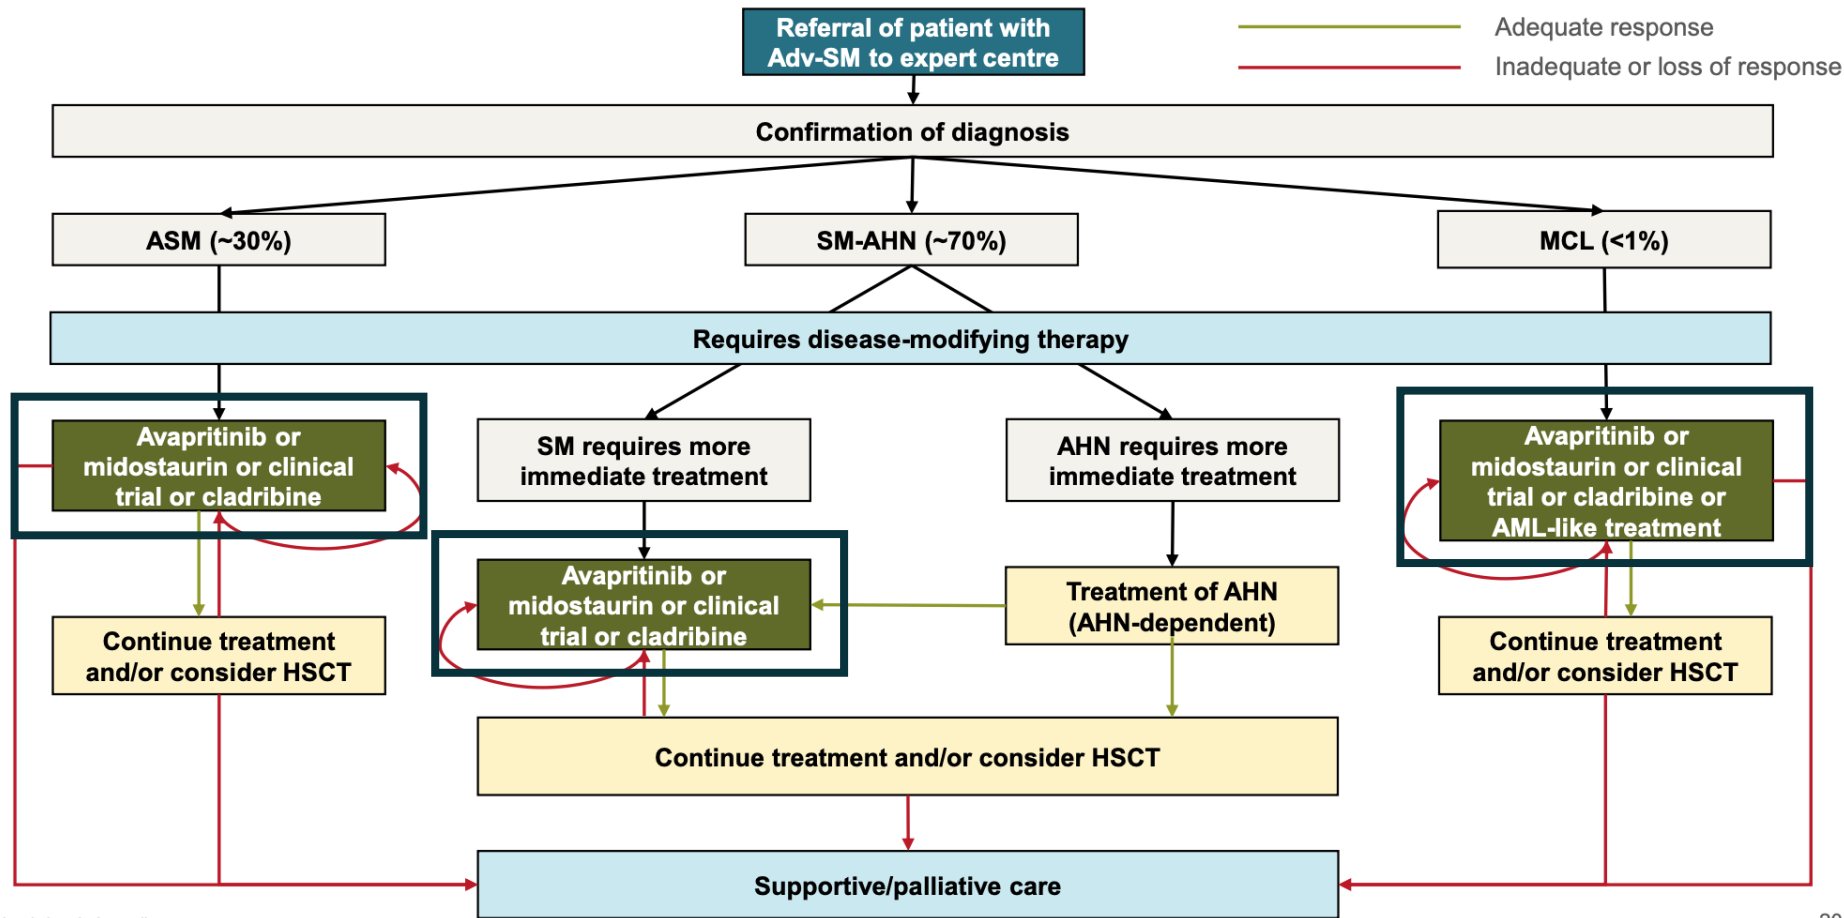 Referral of patient with
Adv-SM to expert centre
Adequate response
Inadequate or loss of response
Confirmation of diagnosis
ASM (~30%)
SM-AHN (~70%)
MCL (<1%)
Requires disease-modifying therapy
Avapritinib or
midostaurin or clinical
trial or cladribine
SM requires more
immediate treatment
AHN requires more
immediate treatment
Avapritinib or
midostaurin or clinical
trial or cladribine or
AML-like treatment
Avapritinib or
midostaurin or clinical
trial or cladribine
Treatment of AHN
(AHN-dependent)
Continue treatment
and/or consider HSCT
Continue treatment
and/or consider HSCT
Continue treatment and/or consider HSCT
Supportive/palliative care